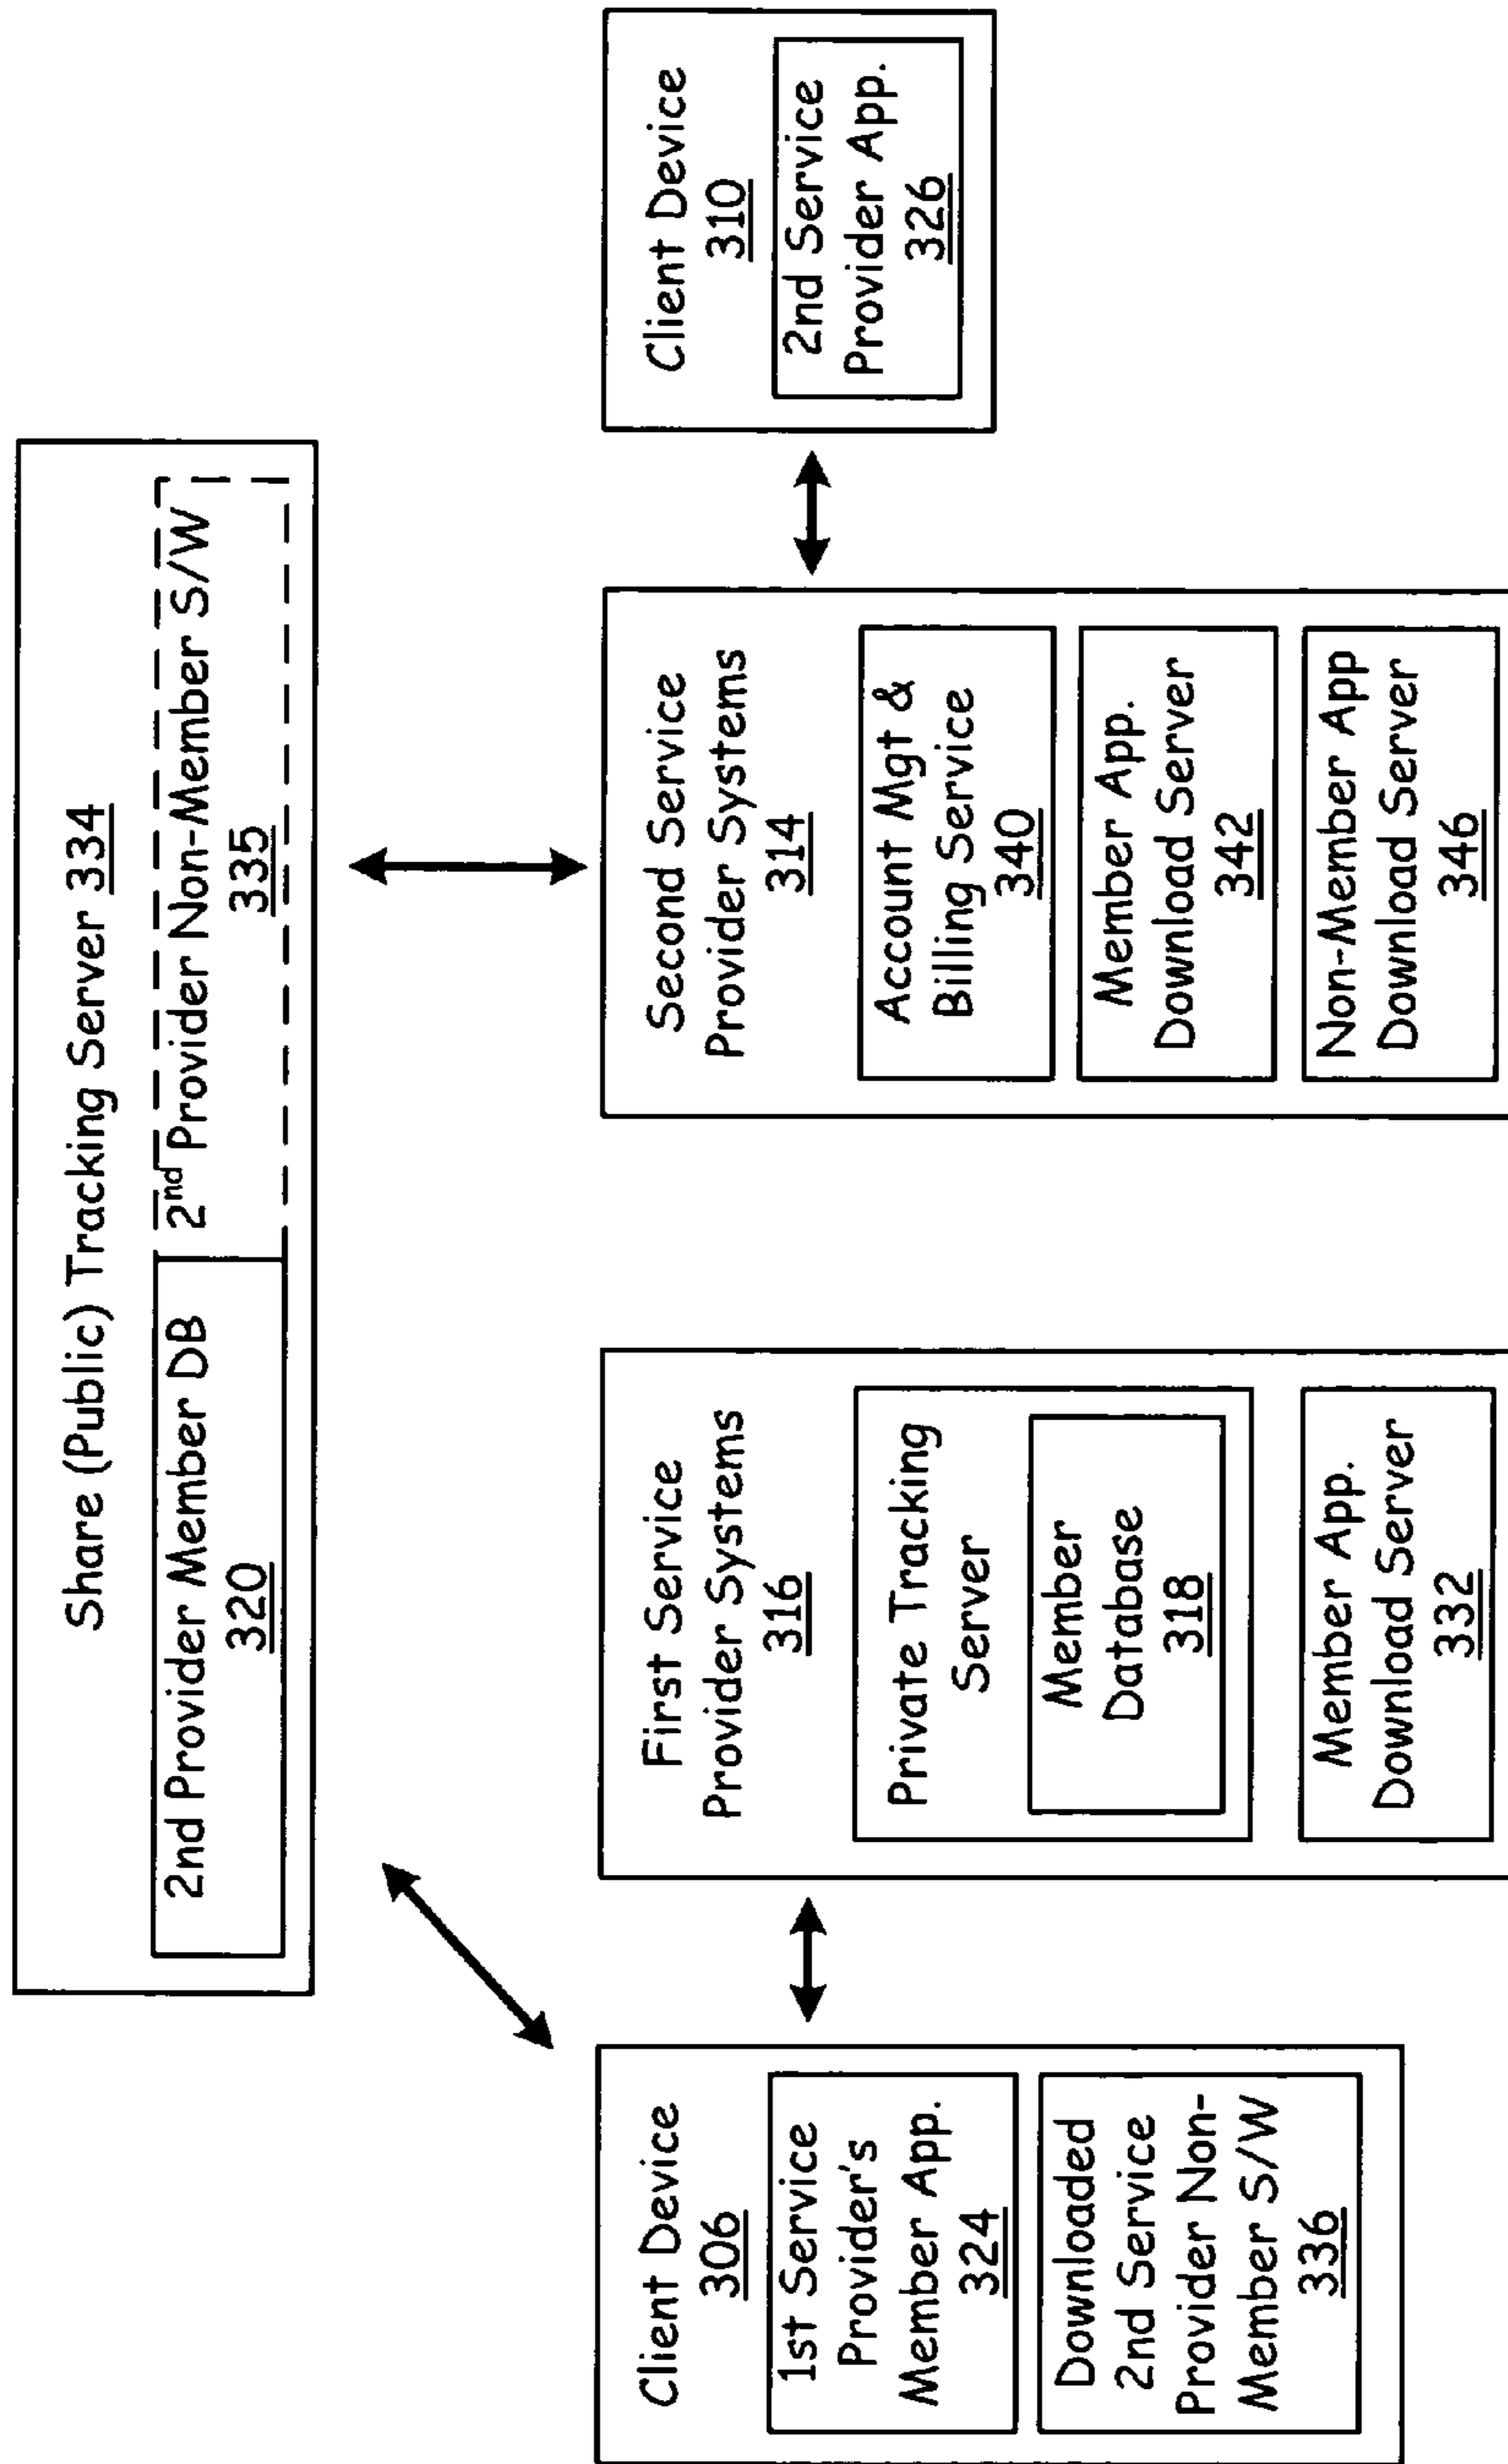 Share (Public) Tracking Server 334
2nd Provider Member DB
320
2nd Provider Non-Member S/W
335
Client Device
306
1st Service
Provider's
Member App.
324
Downloaded
2nd Service
Provider Non-
Member S/W
336
First Service
Provider Systems
316
Private Tracking
Server
Member
Database
318
Member App.
Download Server
332
Second Service
Provider Systems
314
Account Mgt &
Billing Service
340
Member App.
Download Server
342
Non-Member App
Download Server
346
Client Device
310
2nd Service
Provider App.
326